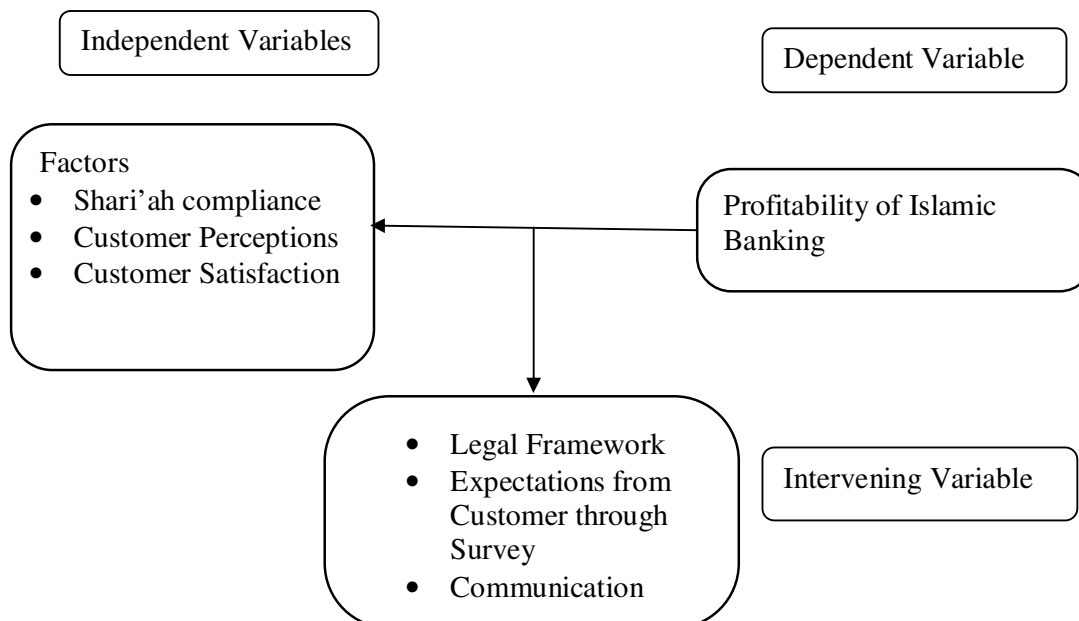 Independent Variables
Dependent Variable
Factors
• Shari’ah compliance
• Customer Perceptions
• Customer Satisfaction
Profitability of Islamic
Banking
• Legal Framework
• Expectations from
Customer through
Survey
• Communication
Intervening Variable